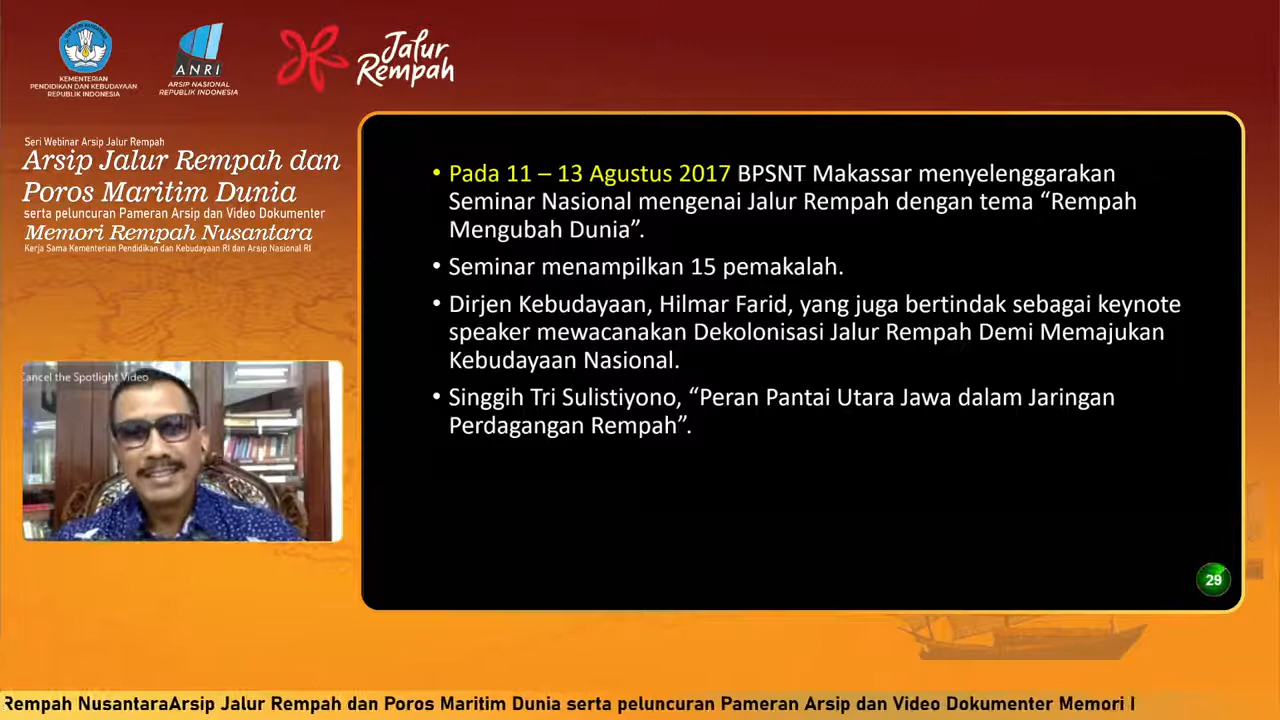 KEMENTERIAN
PENDIDIKAN DAN KEBUDAYAAN
REPUBLIK INDONESIA
ANRI
ARSIP NASIONAL
REPUBLIK INDONESIA
Jalur
Rempah
Seri Webinar Arsip Jalur Rempah
Arsip Jalur Rempah dan
Poros Maritim Dunia
serta peluncuran Pameran Arsip dan Video Dokumenter
Memori Rempah Nusantara
Kerja Sama Kementerian Pendidikan dan Kebudayaan RI dan Arsip Nasional RI
• Pada 11 – 13 Agustus 2017 BPSNT Makassar menyelenggarakan
Seminar Nasional mengenai Jalur Rempah dengan tema “Rempah
Mengubah Dunia”.
• Seminar menampilkan 15 pemakalah.
• Dirjen Kebudayaan, Hilmar Farid, yang juga bertindak sebagai keynote
speaker mewacanakan Dekolonisasi Jalur Rempah Demi Memajukan
Kebudayaan Nasional.
• Singgih Tri Sulistiyono, “Peran Pantai Utara Jawa dalam Jaringan
Perdagangan Rempah”.
Cancel the Spotlight Video
29
Rempah NusantaraArsip Jalur Rempah dan Poros Maritim Dunia serta peluncuran Pameran Arsip dan Video Dokumenter Memori